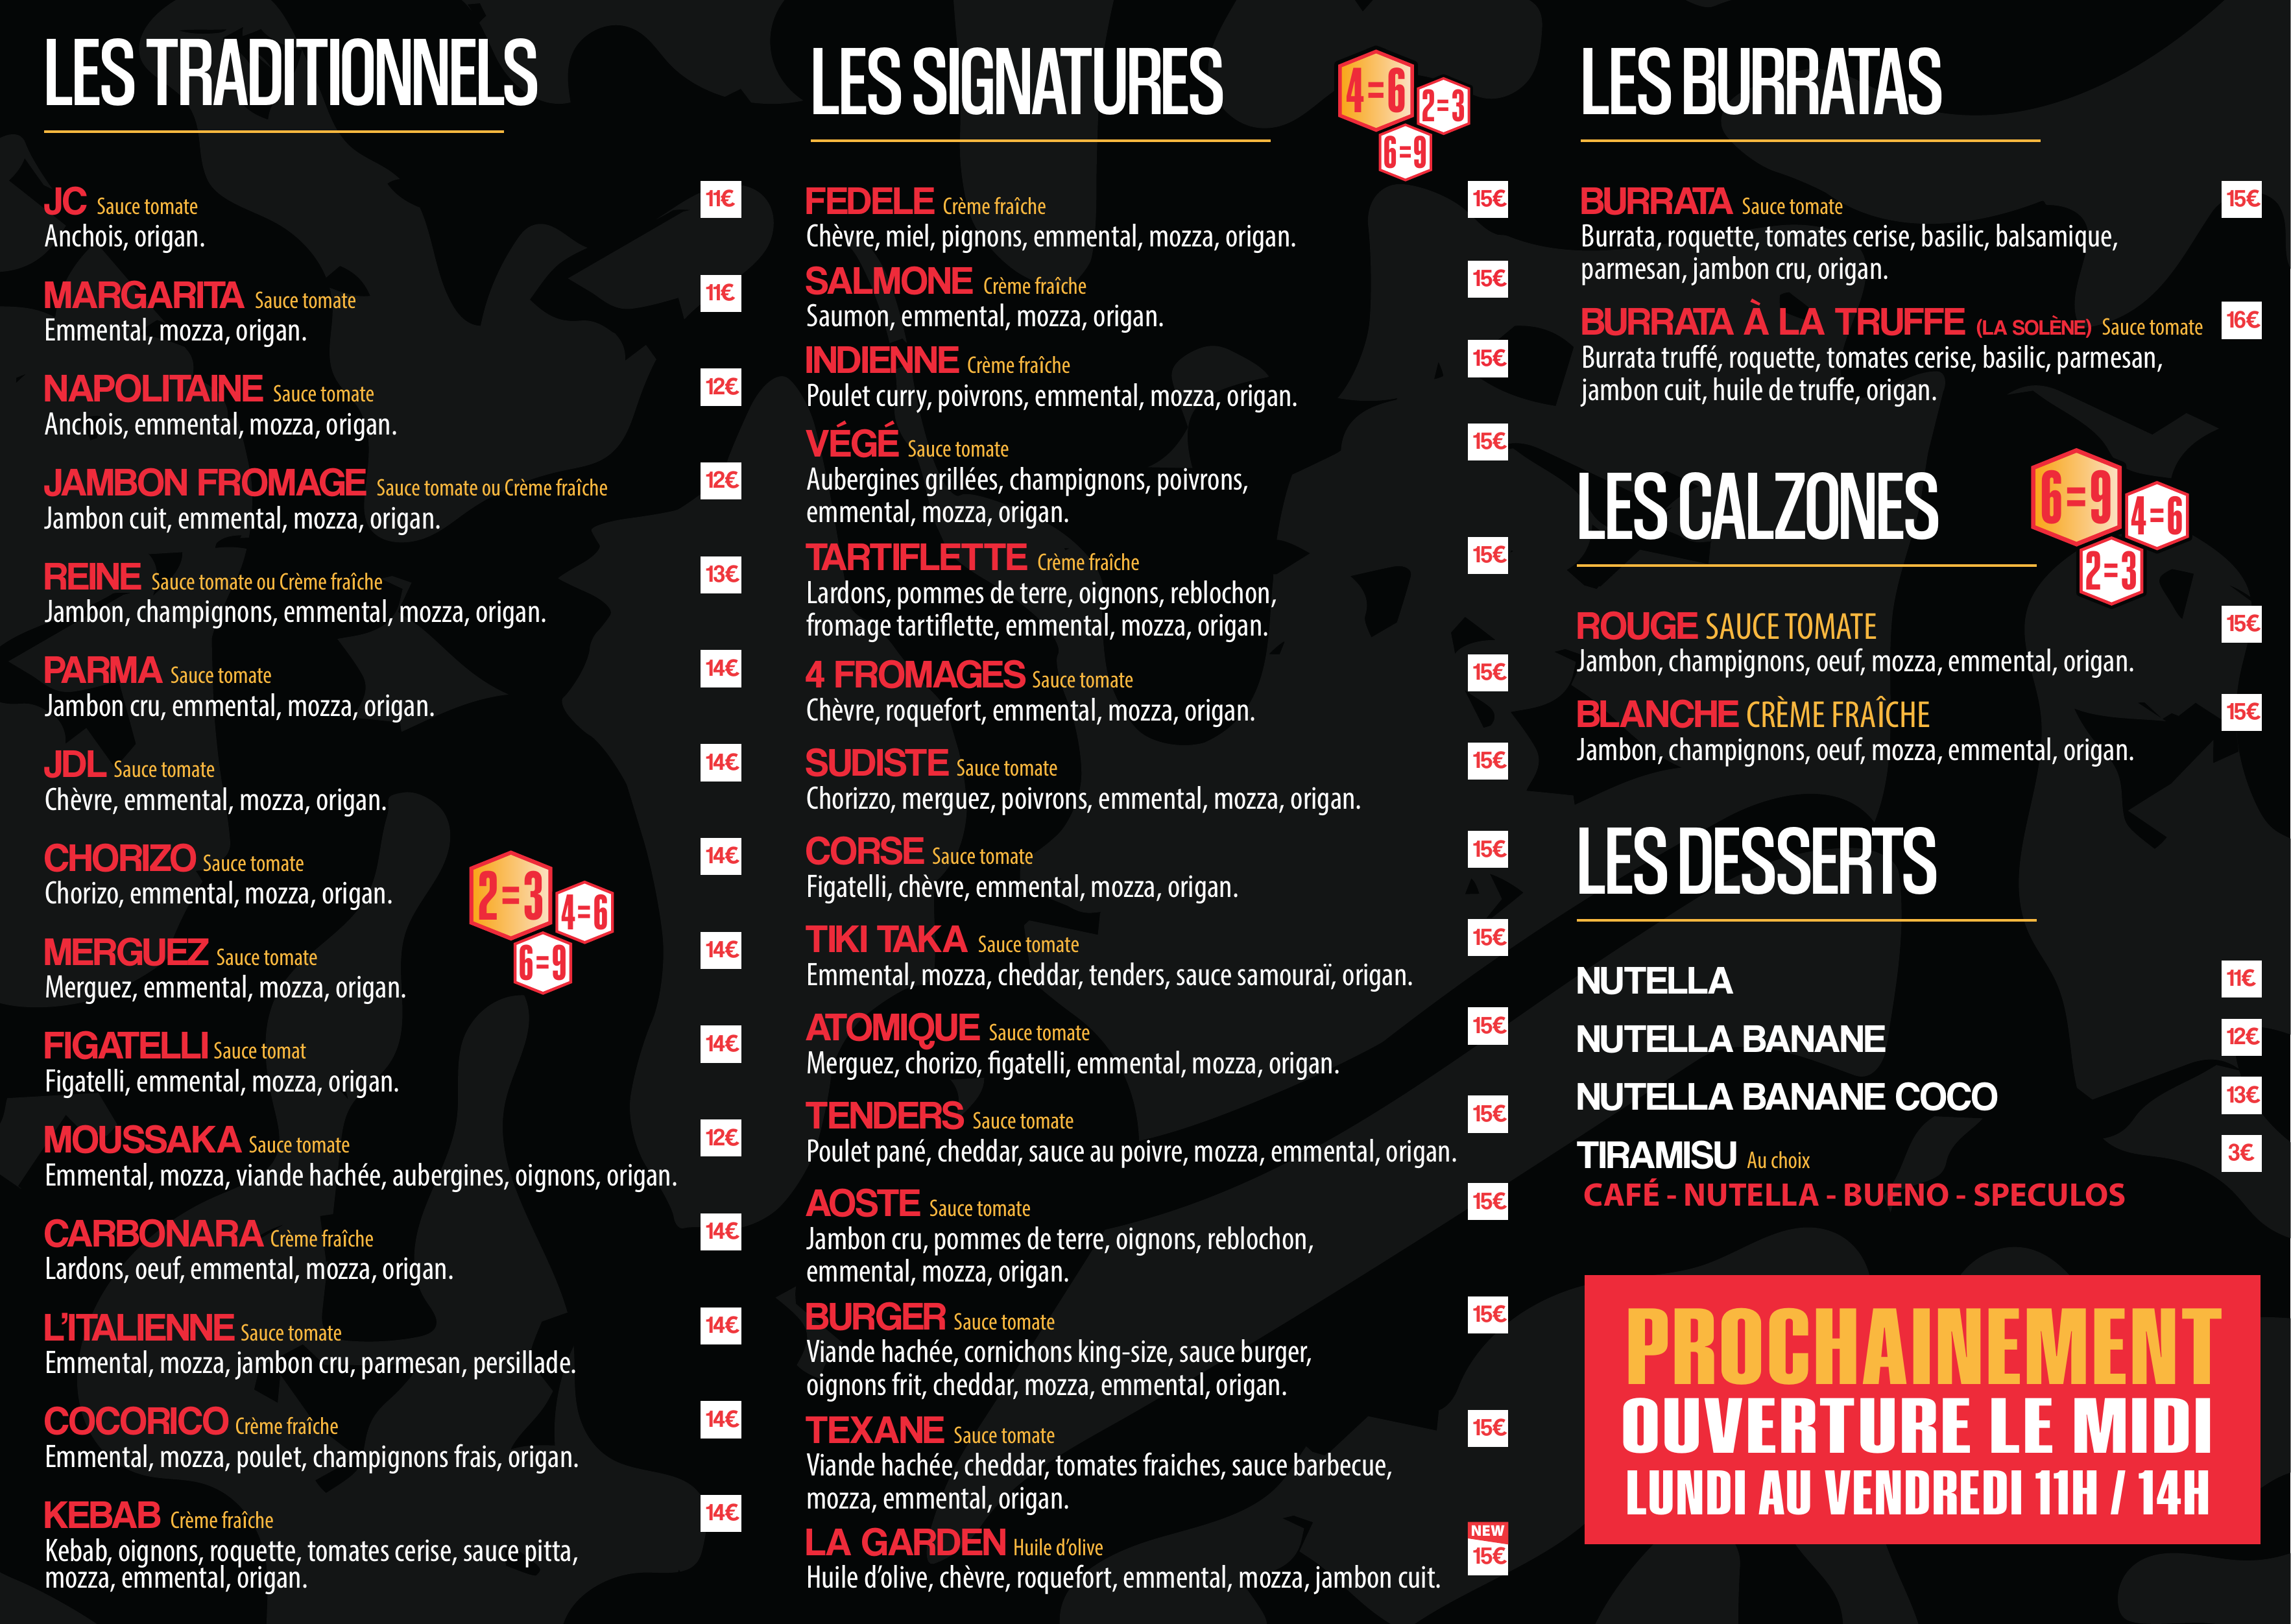 LES TRADITIONNELS
JC Sauce tomate 11€
Anchois, origan.
MARGARITA Sauce tomate 11€
Emmental, mozza, origan.
NAPOLITAINE Sauce tomate 12€
Anchois, emmental, mozza, origan.
JAMBON FROMAGE Sauce tomate ou Crème fraîche 12€
Jambon cuit, emmental, mozza, origan.
REINE Sauce tomate ou Crème fraîche 13€
Jambon, champignons, emmental, mozza, origan.
PARMA Sauce tomate 14€
Jambon cru, emmental, mozza, origan.
JDL Sauce tomate 14€
Chèvre, emmental, mozza, origan.
CHORIZO Sauce tomate 14€
Chorizo, emmental, mozza, origan.
2=3
4=6
6=9
MERGUEZ Sauce tomate 14€
Merguez, emmental, mozza, origan.
FIGATELLI Sauce tomat 14€
Figatelli, emmental, mozza, origan.
MOUSSAKA Sauce tomate 12€
Emmental, mozza, viande hachée, aubergines, oignons, origan.
CARBONARA Crème fraîche 14€
Lardons, oeuf, emmental, mozza, origan.
L'ITALIENNE Sauce tomate 14€
Emmental, mozza, jambon cru, parmesan, persillade.
COCORICO Crème fraîche 14€
Emmental, mozza, poulet, champignons frais, origan.
KEBAB Crème fraîche 14€
Kebab, oignons, roquette, tomates cerise, sauce pitta,
mozza, emmental, origan.
LES SIGNATURES
4=6
2=3
6=9
FEDELE Crème fraîche 15€
Chèvre, miel, pignons, emmental, mozza, origan.
SALMONE Crème fraîche 15€
Saumon, emmental, mozza, origan.
INDIENNE Crème fraîche 15€
Poulet curry, poivrons, emmental, mozza, origan.
VÉGÉ Sauce tomate 15€
Aubergines grillées, champignons, poivrons,
emmental, mozza, origan.
TARTIFLETTE Crème fraîche 15€
Lardons, pommes de terre, oignons, reblochon,
fromage tartiflette, emmental, mozza, origan.
4 FROMAGES Sauce tomate 15€
Chèvre, roquefort, emmental, mozza, origan.
SUDISTE Sauce tomate 15€
Chorizzo, merguez, poivrons, emmental, mozza, origan.
CORSE Sauce tomate 15€
Figatelli, chèvre, emmental, mozza, origan.
TIKI TAKA Sauce tomate 15€
Emmental, mozza, cheddar, tenders, sauce samouraï, origan.
ATOMIQUE Sauce tomate 15€
Merguez, chorizo, figatelli, emmental, mozza, origan.
TENDERS Sauce tomate 15€
Poulet pané, cheddar, sauce au poivre, mozza, emmental, origan.
AOSTE Sauce tomate 15€
Jambon cru, pommes de terre, oignons, reblochon,
emmental, mozza, origan.
BURGER Sauce tomate 15€
Viande hachée, cornichons king-size, sauce burger,
oignons frit, cheddar, mozza, emmental, origan.
TEXANE Sauce tomate 15€
Viande hachée, cheddar, tomates fraiches, sauce barbecue,
mozza, emmental, origan.
LA GARDEN Huile d'olive NEW 15€
Huile d'olive, chèvre, roquefort, emmental, mozza, jambon cuit.
LES BURRATAS
BURRATA Sauce tomate 15€
Burrata, roquette, tomates cerise, basilic, balsamique,
parmesan, jambon cru, origan.
BURRATA À LA TRUFFE (LA SOLÈNE) Sauce tomate 16€
Burrata truffé, roquette, tomates cerise, basilic, parmesan,
jambon cuit, huile de truffe, origan.
LES CALZONES
6=9
4=6
2=3
ROUGE SAUCE TOMATE 15€
Jambon, champignons, oeuf, mozza, emmental, origan.
BLANCHE CRÈME FRAÎCHE 15€
Jambon, champignons, oeuf, mozza, emmental, origan.
LES DESSERTS
NUTELLA 11€
NUTELLA BANANE 12€
NUTELLA BANANE COCO 13€
TIRAMISU Au choix 3€
CAFÉ - NUTELLA - BUENO - SPECULOS
PROCHAINEMENT
OUVERTURE LE MIDI
LUNDI AU VENDREDI 11H / 14H